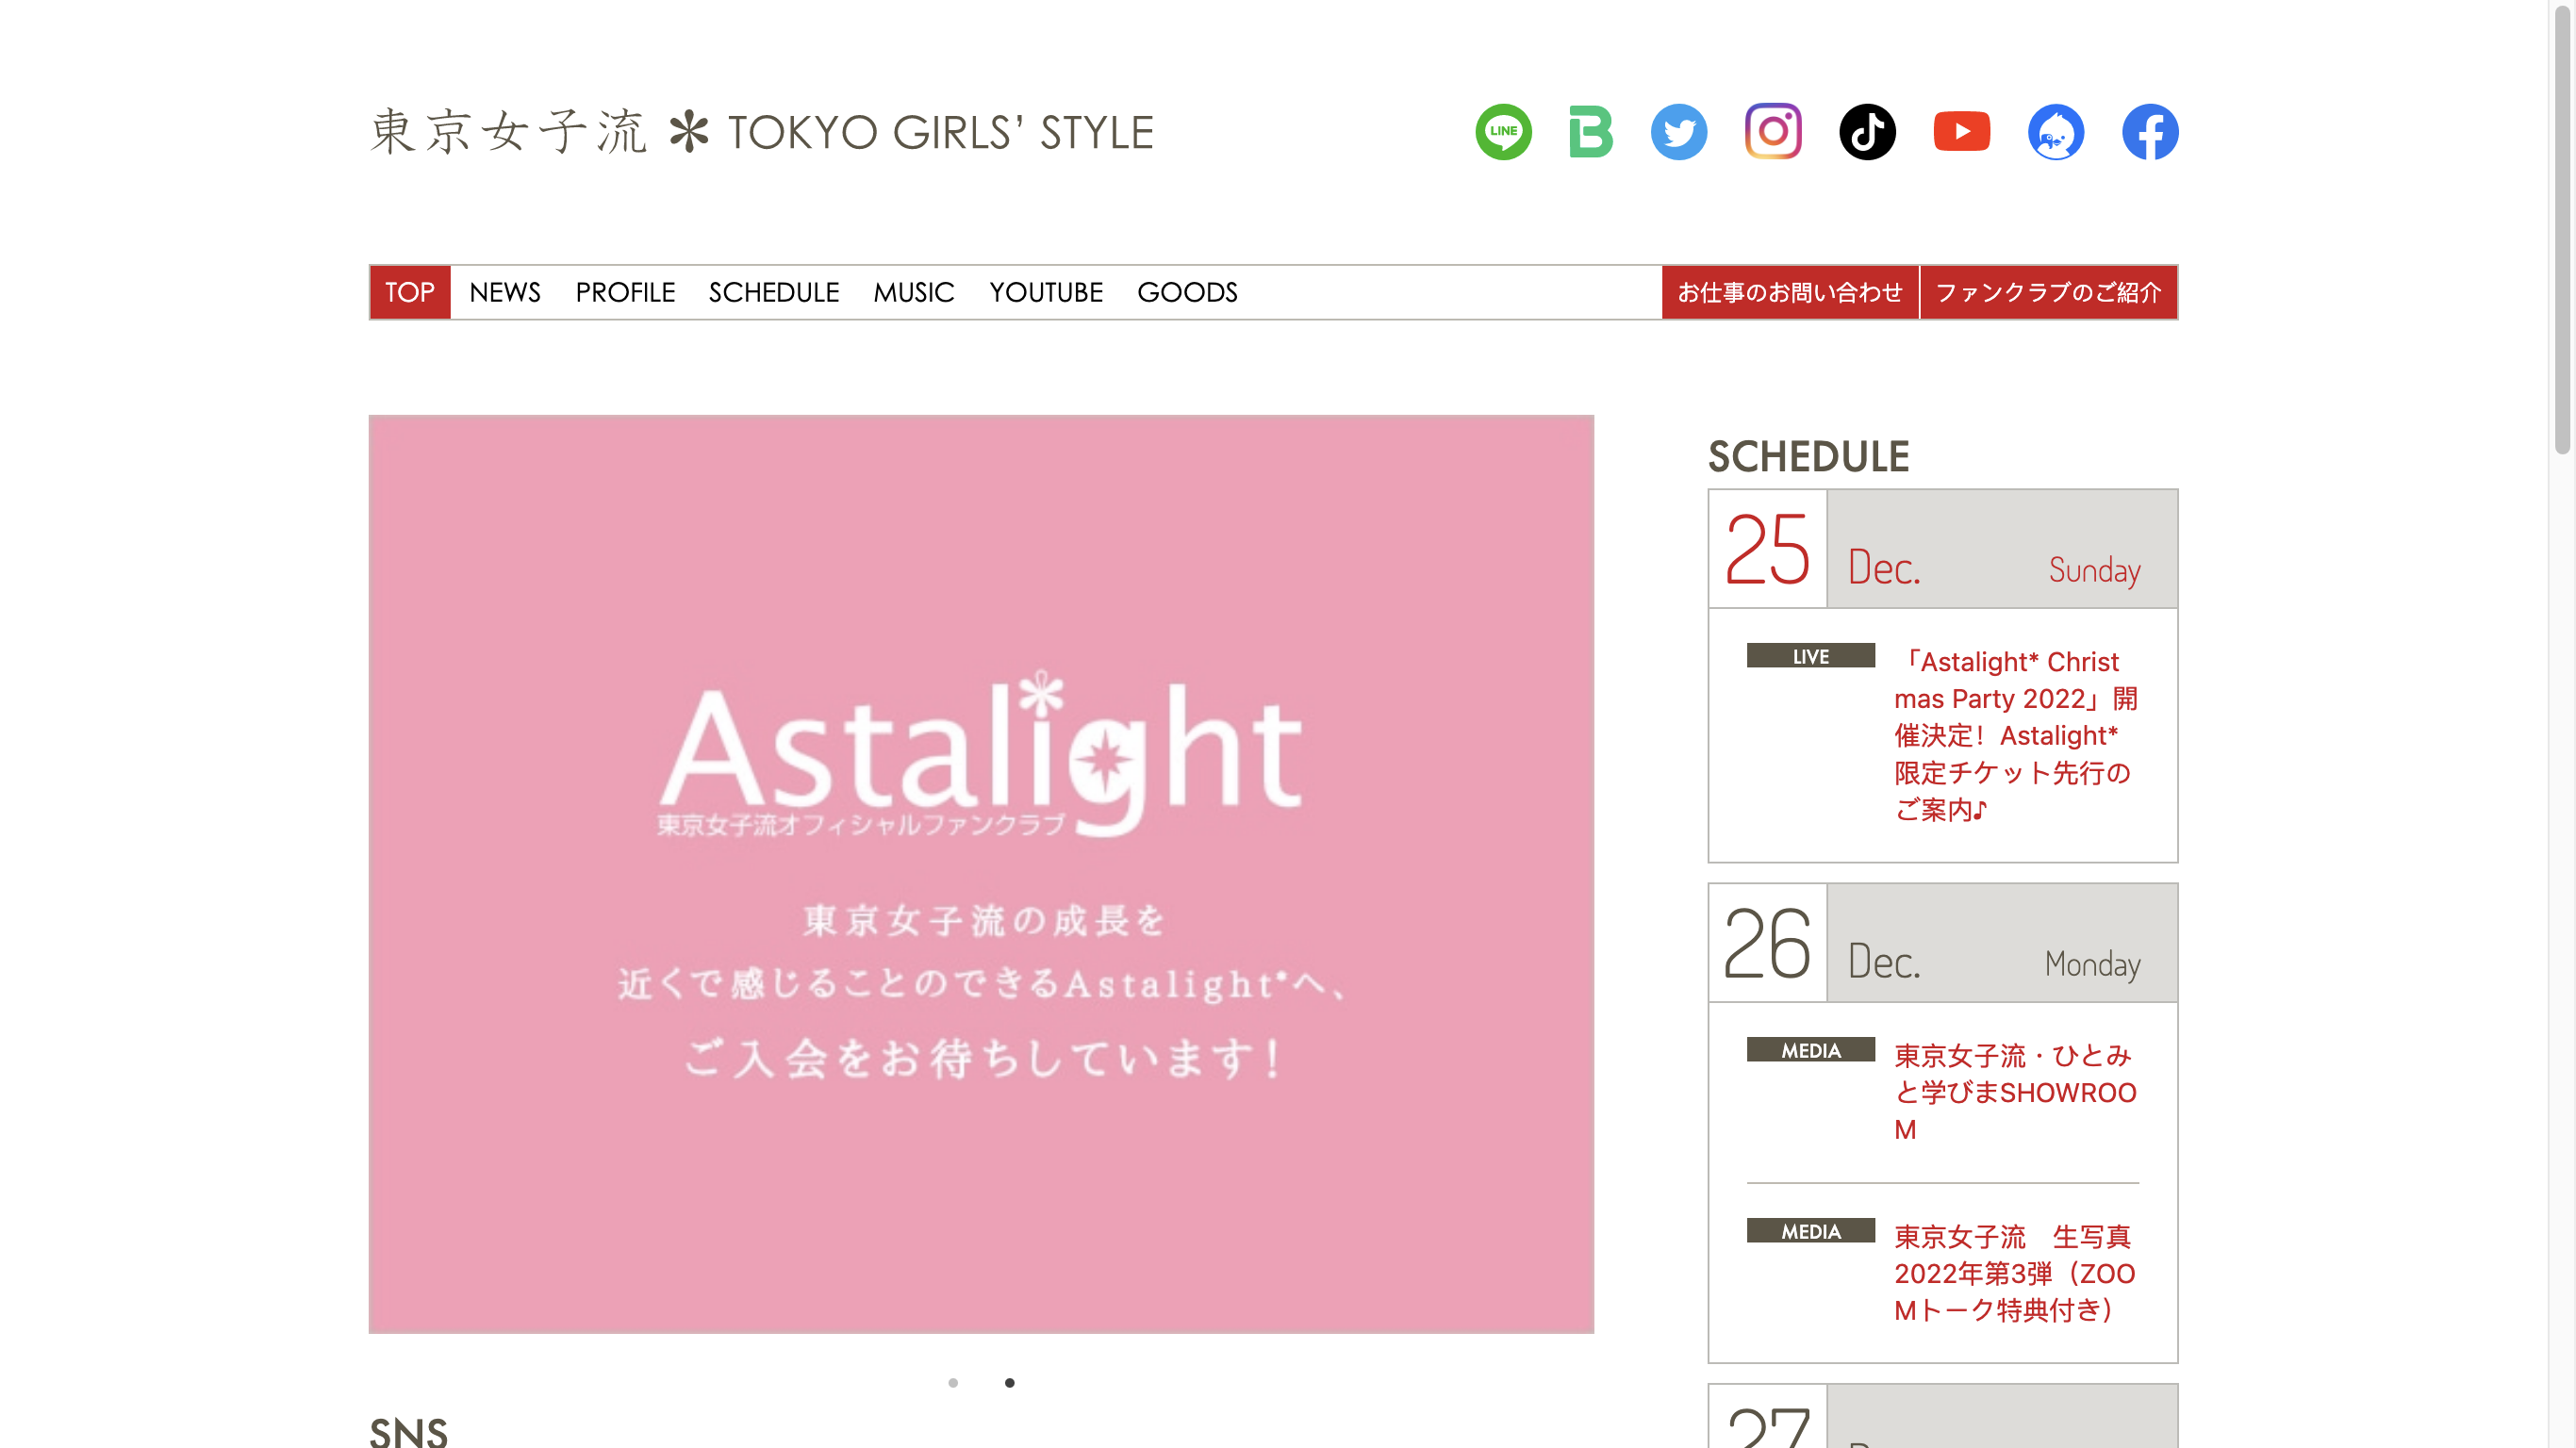 東京女子流 * TOKYO GIRLS’ STYLE
LINE
TOP NEWS PROFILE SCHEDULE MUSIC YOUTUBE GOODS お仕事のお問い合わせ ファンクラブのご紹介
Astalight
東京女子流オフィシャルファンクラブ
東京女子流の成長を
近くで感じることのできるAstalight*へ、
ご入会をお待ちしています！
SNS
SCHEDULE
25 Dec. Sunday
LIVE
「Astalight* Christ
mas Party 2022」開
催決定！Astalight*
限定チケット先行の
ご案内♪
26 Dec. Monday
MEDIA
東京女子流・ひとみ
と学びまSHOWROO
M
MEDIA
東京女子流　生写真
2022年第3弾（ZOO
Mトーク特典付き）
27